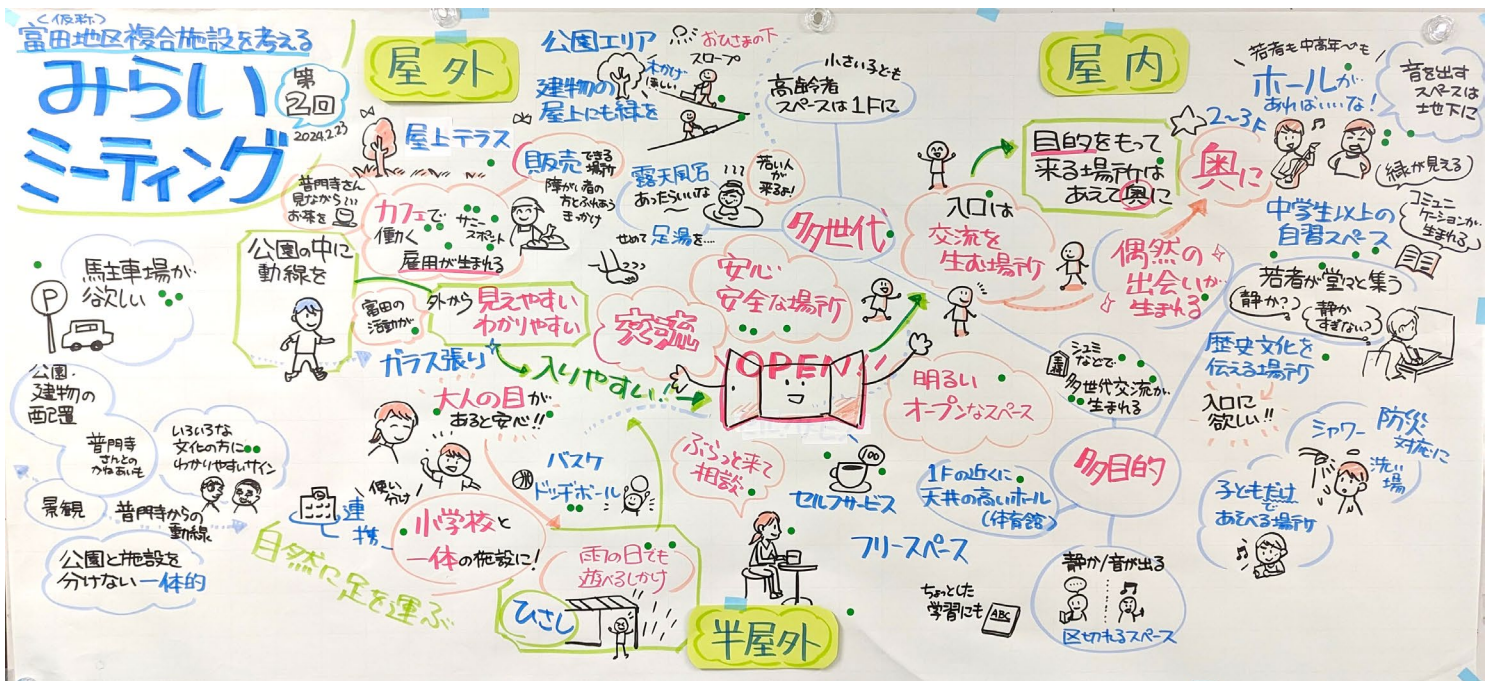 (仮称)
富田地区複合施設を考える
みらい
ミーティング
第
2回
2024.2.23
屋外
公園エリア
おひさまの下
建物の
屋上にも緑を
木かげ
ほしい
スロープ
屋上テラス
普門寺さん
見ながら
お茶を
カフェで
働く
雇用が生まれる
サニー
スポット
販売できる
場所
障がい者の
方とふれあう
きっかけ
露天風呂
あったらいいな
せめて足湯を…
若い人
が
来るよ!
小さい子ども
高齢者
スペースは1Fに
多世代
公園の中に
動線を
駐車場が
欲しい
P
富田の
活動が
外から見えやすい
わかりやすい
ガラス張り
入りやすい!!
交流
安心
安全な場所
OPEN!!
大人の目が
あると安心!!
公園・
建物の
配置
普門寺
さんとの
かねあいも
いろいろな
文化の方に
わかりやすいサイン
景観
普門寺からの
動線
公園と施設を
分けない一体的
自然に足を運ぶ
連携
使い
分け
小学校と
一体の施設に!
バスケ
ドッヂボール
雨の日でも
遊べるしかけ
ひさし
半屋外
ぶらっと来て
相談
100
セルフサービス
フリースペース
ちょっとした
学習にも
ABC
屋内
入口は
交流を
生む場所
目的をもって
来る場所は
あえて奥に
2~3F
奥に
偶然の
出会いが
生まれる
若者も中高年~も
ホールが
あればいいな!
音を出す
スペースは
地下に
緑が見える
中学生以上の
自習スペース
コミュニ
ケーションが
生まれる
若者が堂々と集う
静か?
静か
すぎない?
歴史文化を
伝える場所
入口に
欲しい!!
明るい
オープンなスペース
シュミ
などで
多世代交流が
生まれる
多目的
1Fの近くに
天井の高いホール
(体育館)
静か/音が出る
区切れるスペース
シャワー
防災
対応に
洗い
場
子どもだけで
あそべる場所